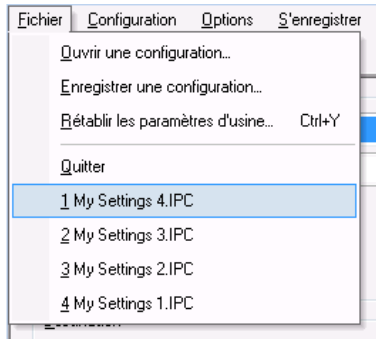 Fichier Configuration Options S'enregistrer
Ouvrir une configuration...
Enregistrer une configuration...
Rétablir les paramètres d'usine... Ctrl+Y
Quitter
1 My Settings 4.IPC
2 My Settings 3.IPC
3 My Settings 2.IPC
4 My Settings 1.IPC